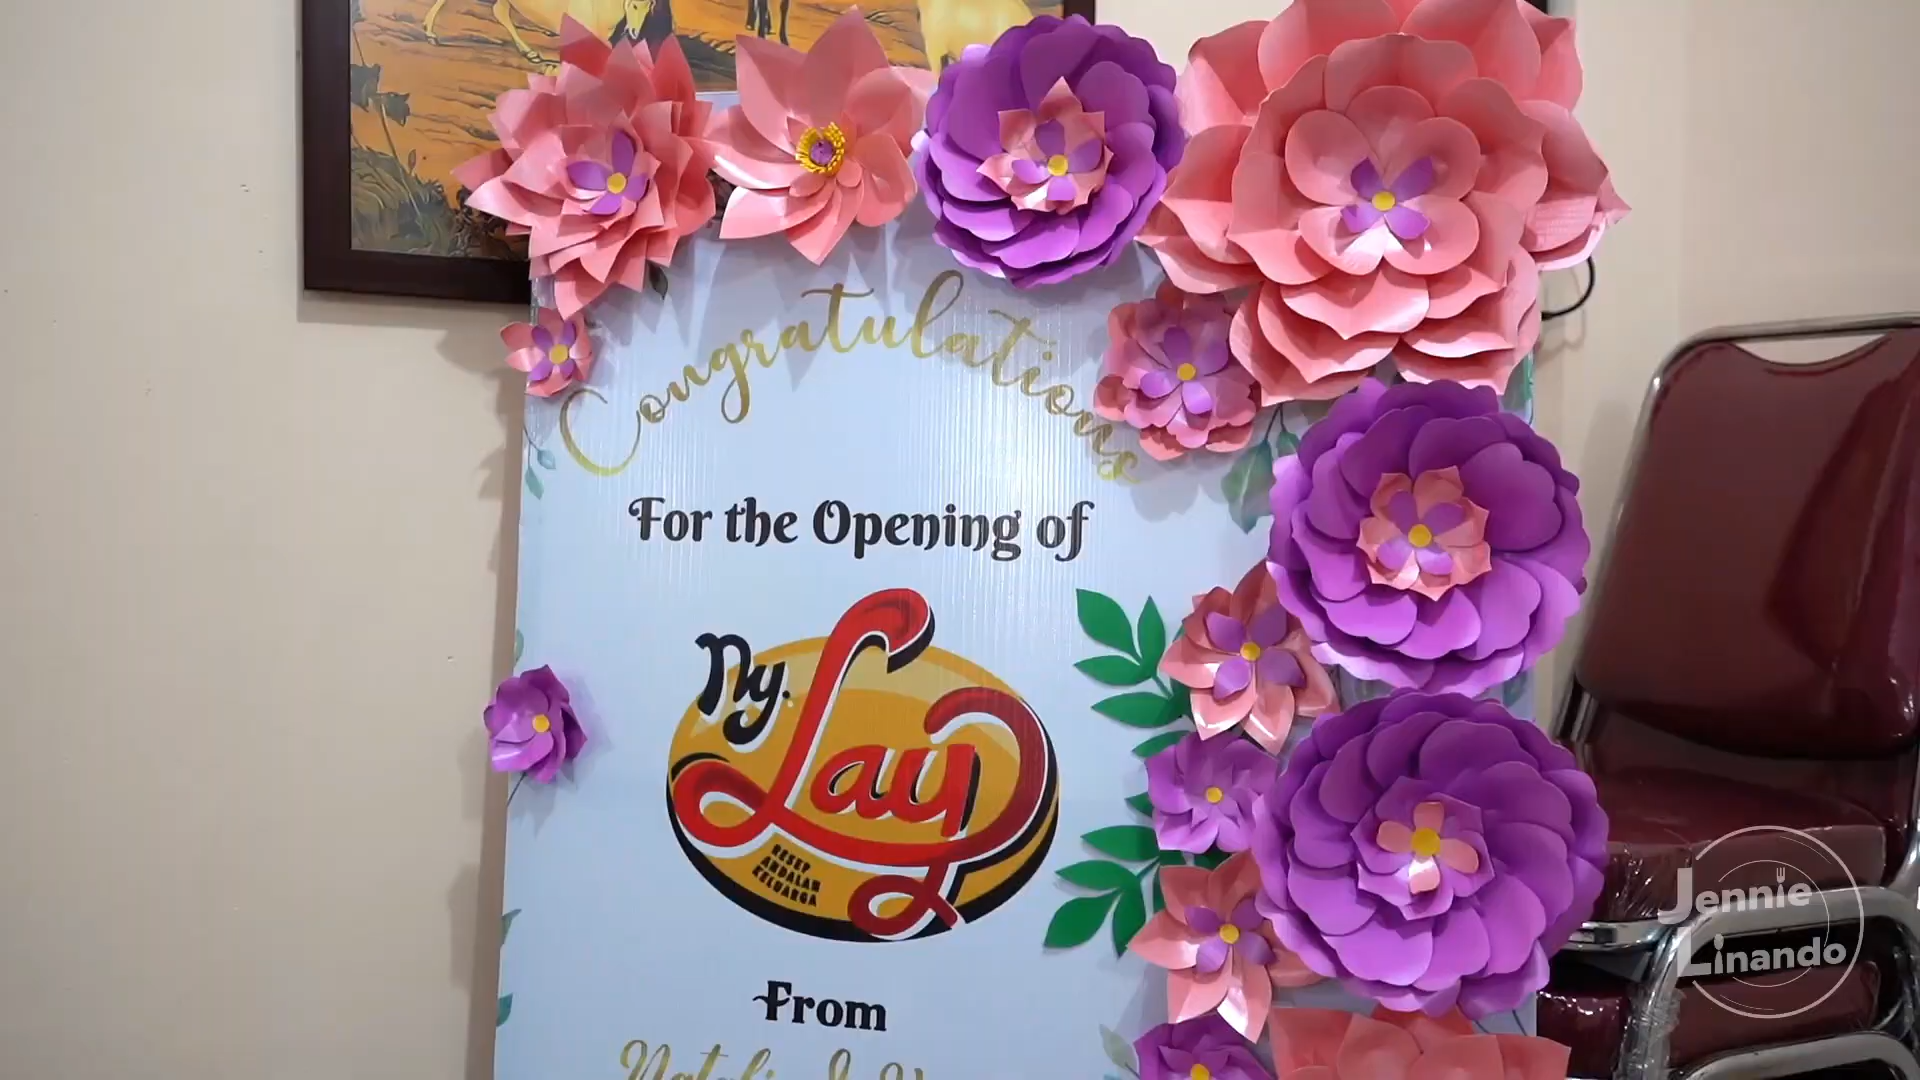 Congratulations
For the Opening of
Ny. Lay
RESEP
ANDALAN
KELUARGA
From
Jennie
Linando